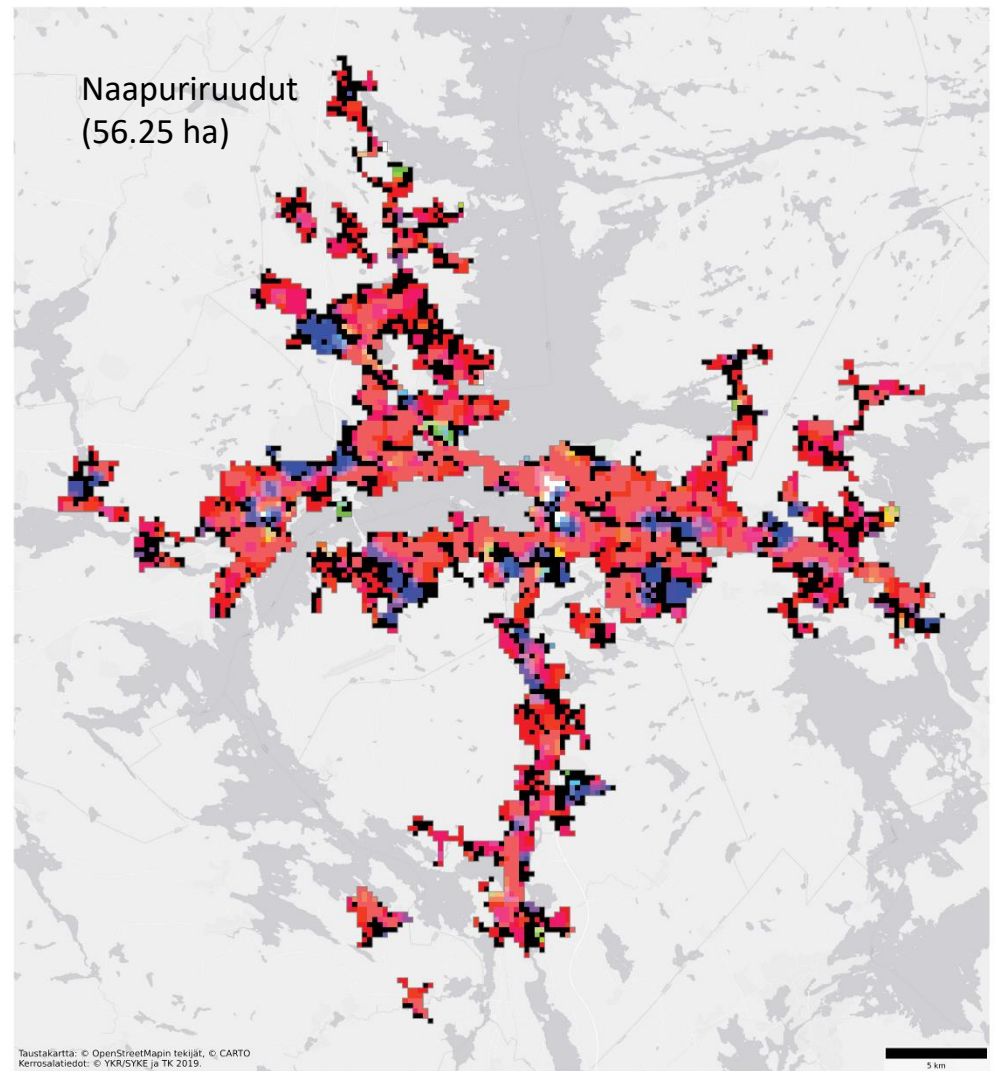 Naapuriruudut
(56.25 ha)
Taustakartta: © OpenStreetMapin tekijät, © CARTO
Kerrosalatiedot: © YKR/SYKE ja TK 2019.
5 km